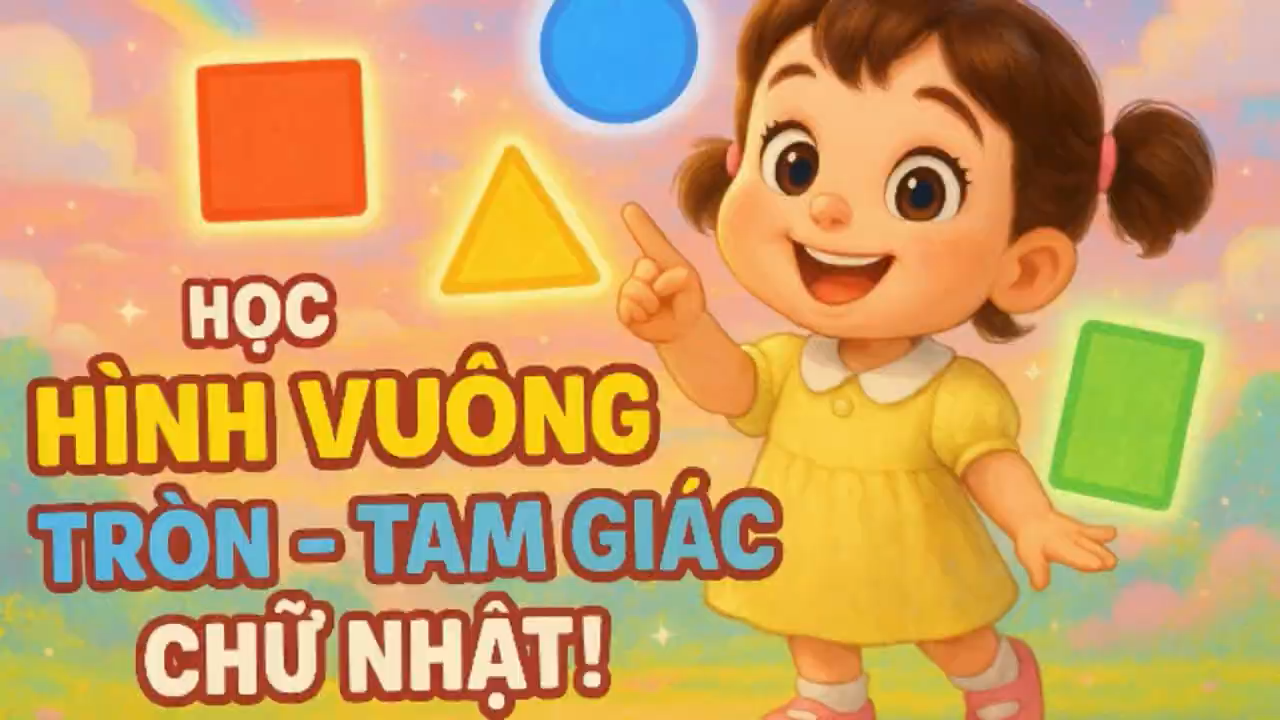 HỌC
HÌNH VUÔNG
TRÒN - TAM GIÁC
CHỮ NHẬT!